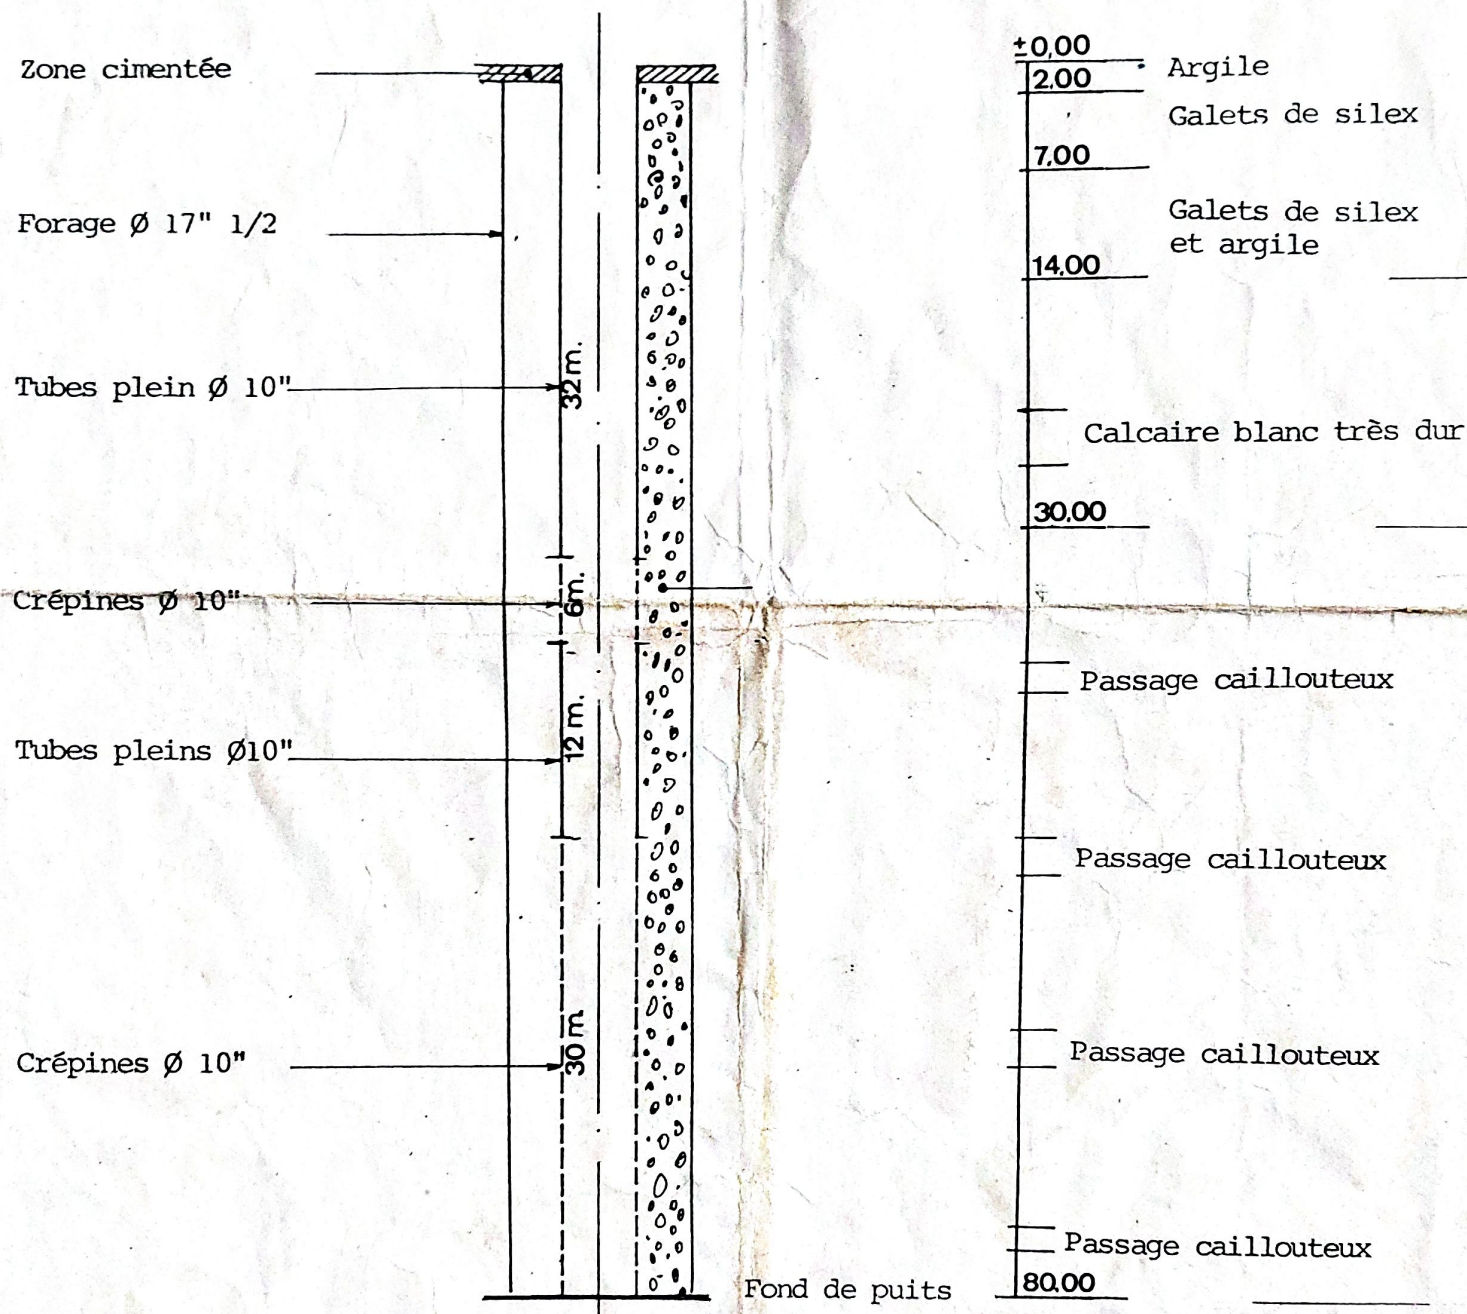 Zone cimentée
Forage Ø 17" 1/2
Tubes plein Ø 10"
32 m.
Crépines Ø 10"
6m.
Tubes pleins Ø10"
12 m.
Crépines Ø 10"
30 m.
Fond de puits
±0,00
Argile
2.00
Galets de silex
7.00
Galets de silex
et argile
14.00
Calcaire blanc très dur
30.00
Passage caillouteux
Passage caillouteux
Passage caillouteux
Passage caillouteux
80.00